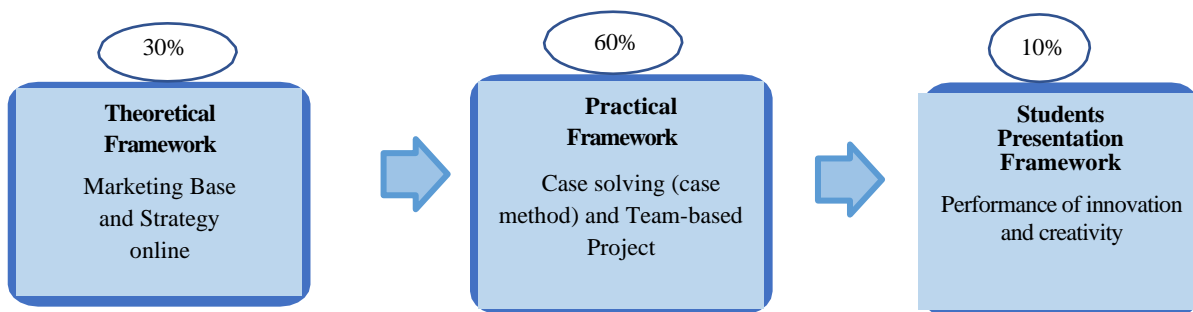 30%
Theoretical
Framework
Marketing Base
and Strategy
online
60%
Practical
Framework
Case solving (case
method) and Team-based
Project
10%
Students
Presentation
Framework
Performance of innovation
and creativity